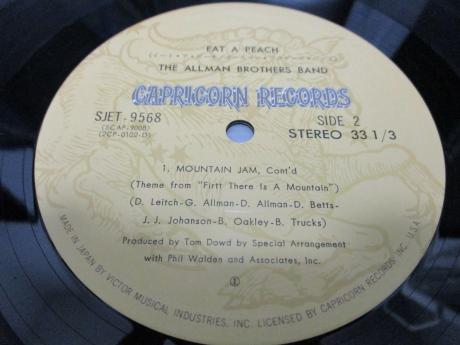 EAT A PEACH
THE ALLMAN BROTHERS BAND
CAPRICORN RECORDS
SJET-9568
(SCAP-9008)
(2CP-0102-D)
SIDE 2
STEREO 33 1/3
1. MOUNTAIN JAM, Cont'd
(Theme from "Firtt There Is A Mountain")
(D. Leitch-G. Allman-D. Allman-D. Betts-
J. J. Johanson-B. Oakley-B. Trucks)
Produced by Tom Dowd by Special Arrangement
with Phil Walden and Associates, Inc.
MADE IN JAPAN BY VICTOR MUSICAL INDUSTRIES, INC. LICENSED BY CAPRICORN RECORDS INC. U.S.A.